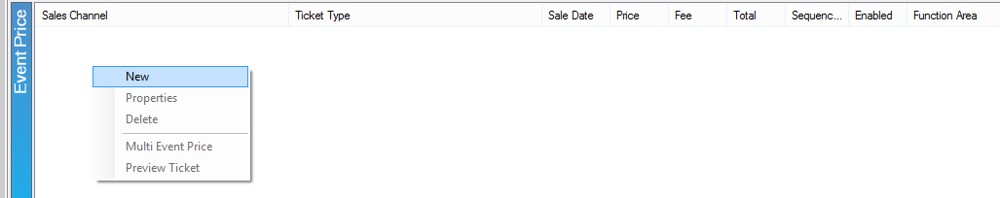 Event Price
Sales Channel Ticket Type Sale Date Price Fee Total Sequenc... Enabled Function Area
New
Properties
Delete
Multi Event Price
Preview Ticket